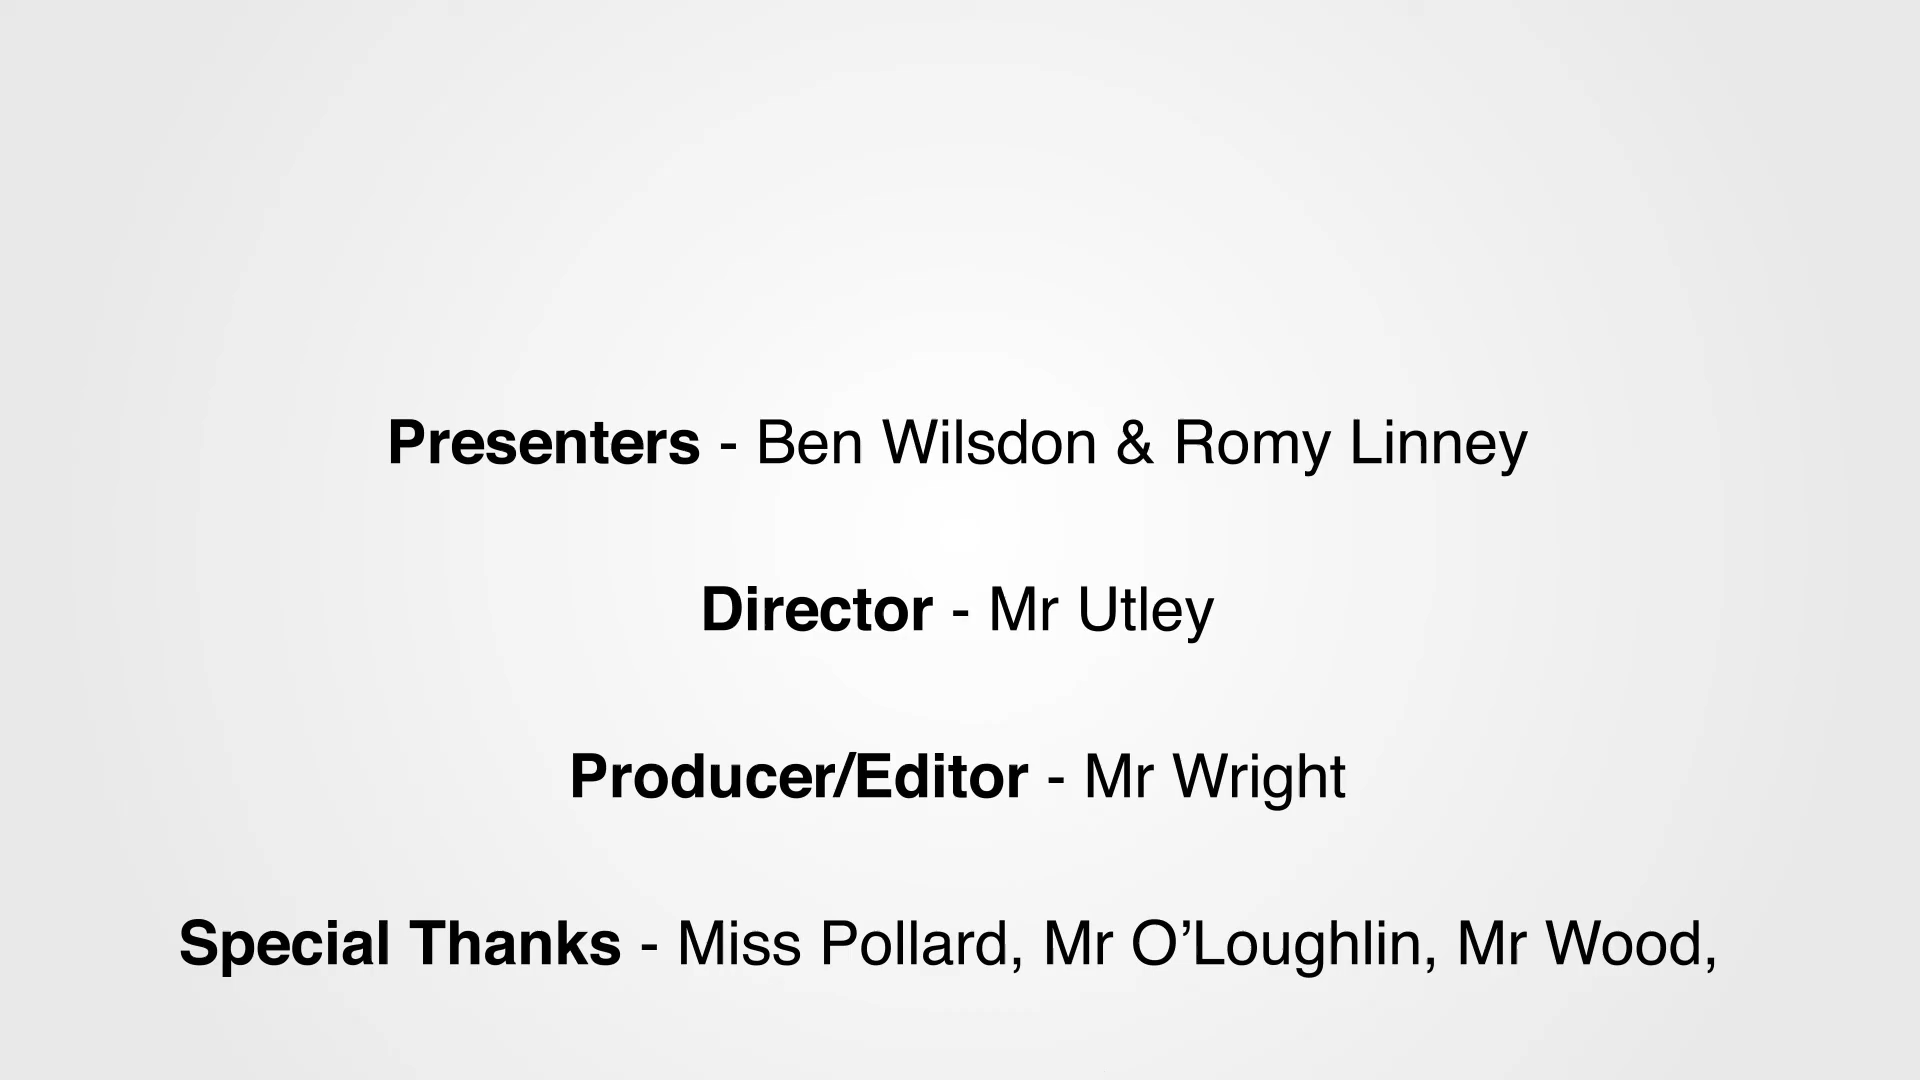 Presenters - Ben Wilsdon & Romy Linney
Director - Mr Utley
Producer/Editor - Mr Wright
Special Thanks - Miss Pollard, Mr O’Loughlin, Mr Wood,